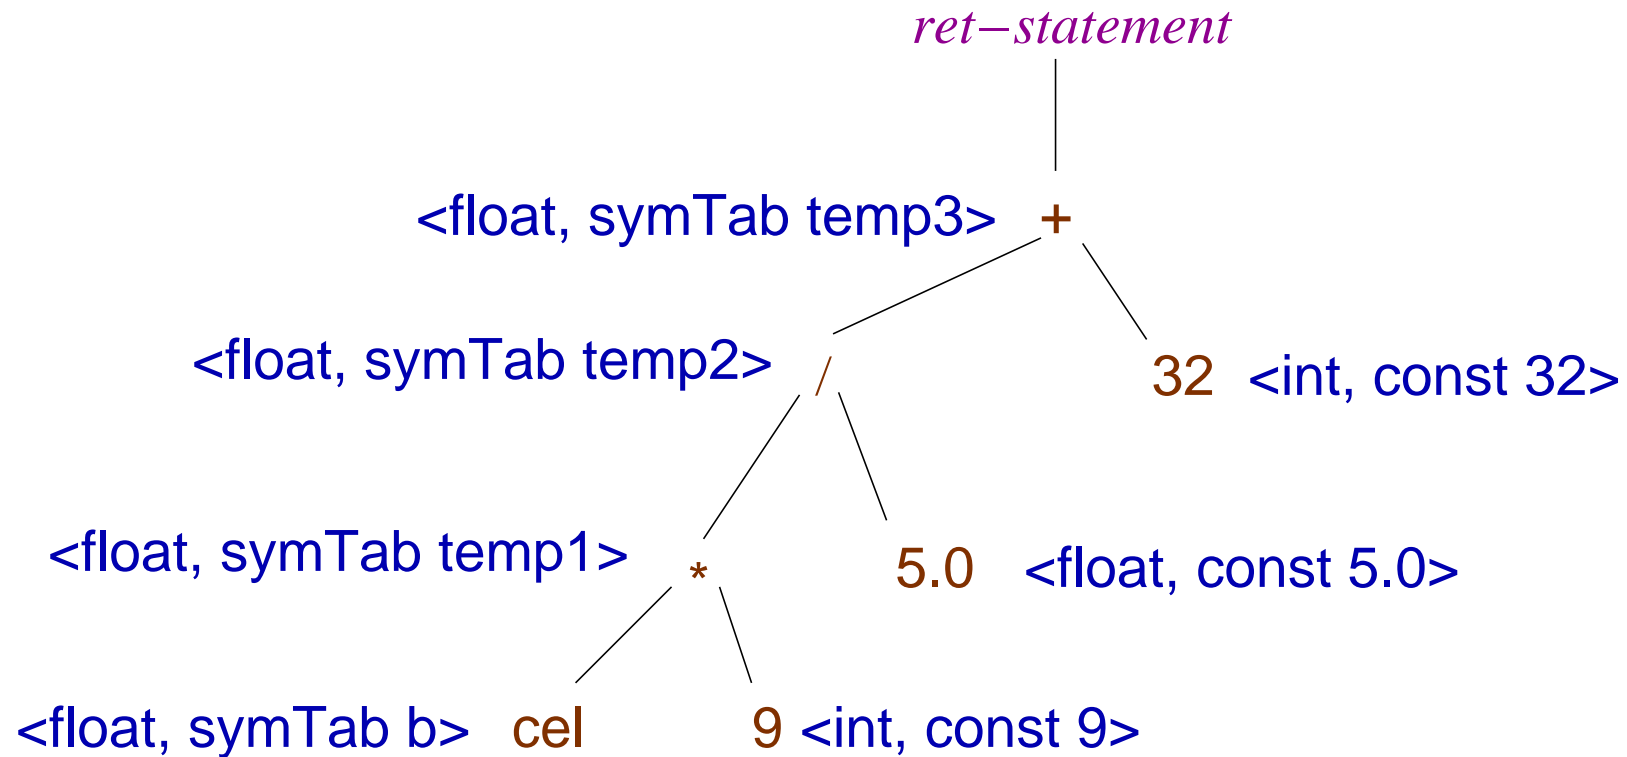 ret−statement
<float, symTab temp3> +
<float, symTab temp2> /
32 <int, const 32>
<float, symTab temp1> *
5.0 <float, const 5.0>
<float, symTab b> cel
9 <int, const 9>